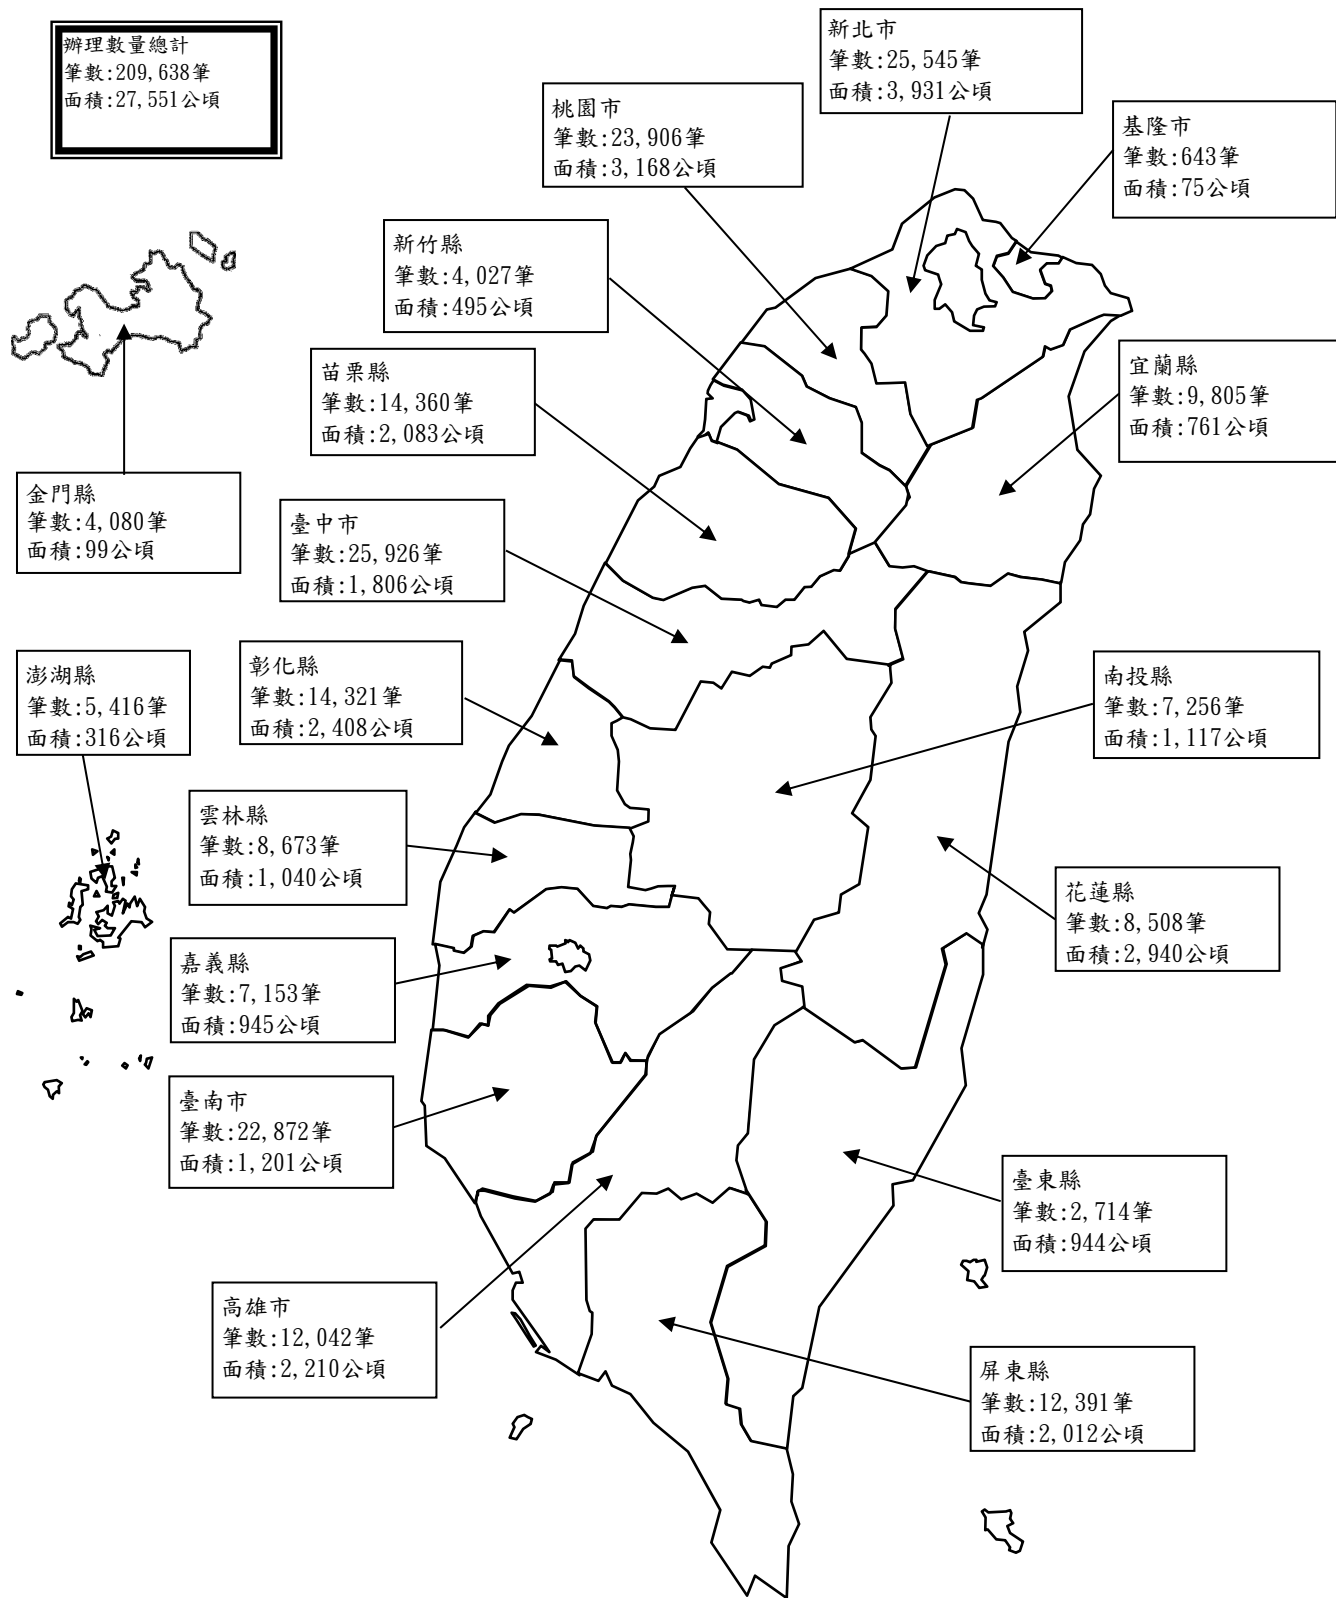 辦理數量總計
筆數:209,638筆
面積:27,551公頃
新北市
筆數:25,545筆
面積:3,931公頃
桃園市
筆數:23,906筆
面積:3,168公頃
基隆市
筆數:643筆
面積:75公頃
新竹縣
筆數:4,027筆
面積:495公頃
苗栗縣
筆數:14,360筆
面積:2,083公頃
宜蘭縣
筆數:9,805筆
面積:761公頃
金門縣
筆數:4,080筆
面積:99公頃
臺中市
筆數:25,926筆
面積:1,806公頃
澎湖縣
筆數:5,416筆
面積:316公頃
彰化縣
筆數:14,321筆
面積:2,408公頃
南投縣
筆數:7,256筆
面積:1,117公頃
雲林縣
筆數:8,673筆
面積:1,040公頃
花蓮縣
筆數:8,508筆
面積:2,940公頃
嘉義縣
筆數:7,153筆
面積:945公頃
臺南市
筆數:22,872筆
面積:1,201公頃
臺東縣
筆數:2,714筆
面積:944公頃
高雄市
筆數:12,042筆
面積:2,210公頃
屏東縣
筆數:12,391筆
面積:2,012公頃